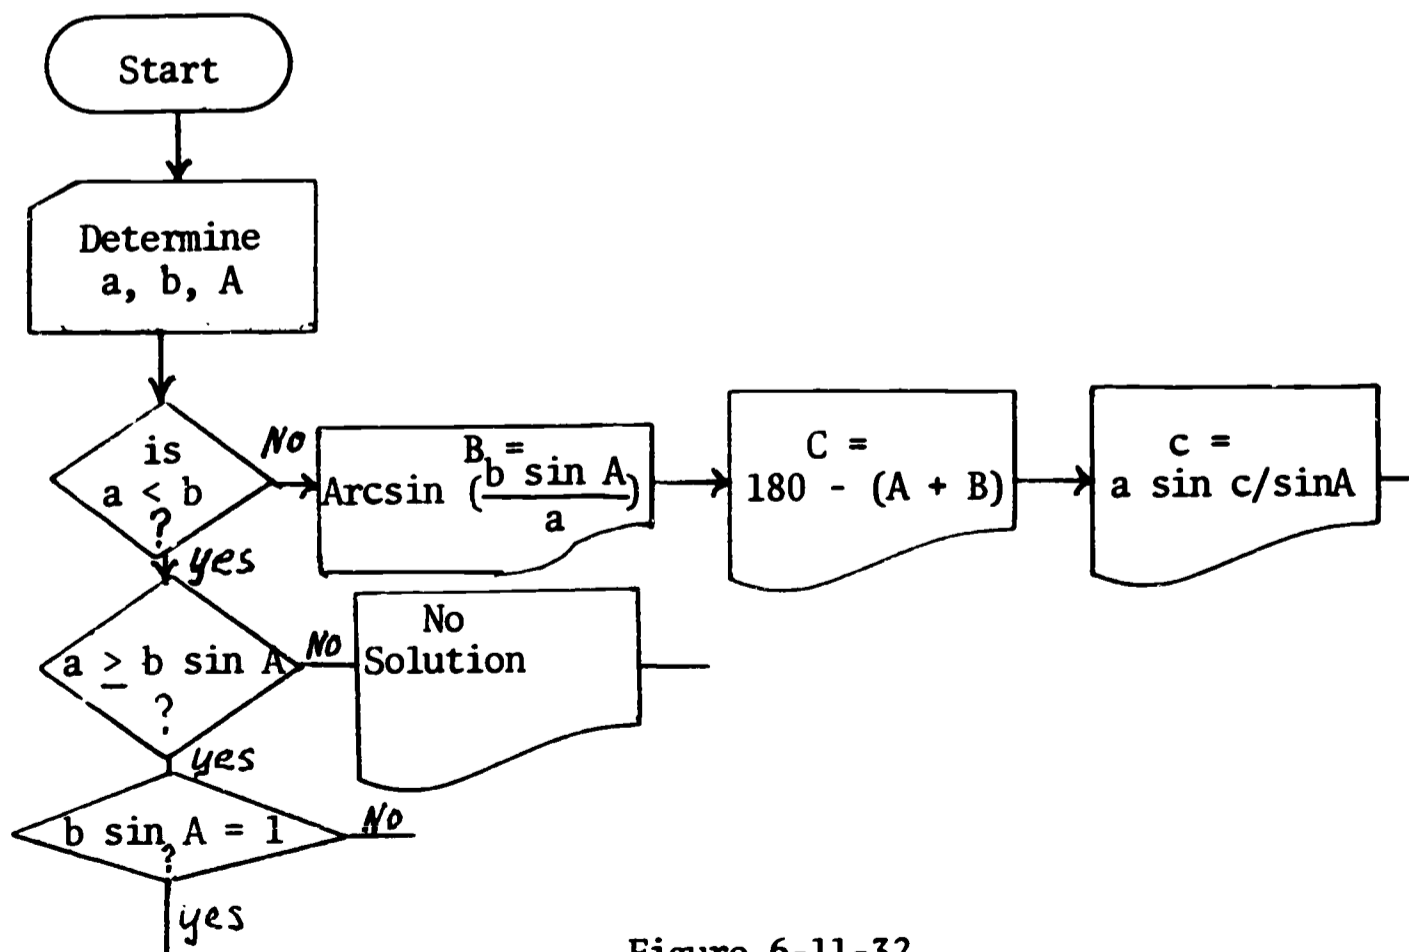 Start
Determine
a, b, A
is
a < b
?
No
B =
Arcsin (b sin A / a)
C =
180 - (A + B)
c =
a sin c/sinA
yes
a ≥ b sin A
?
No
No
Solution
yes
b sin A = 1
?
No
yes
Figure 6-11-32